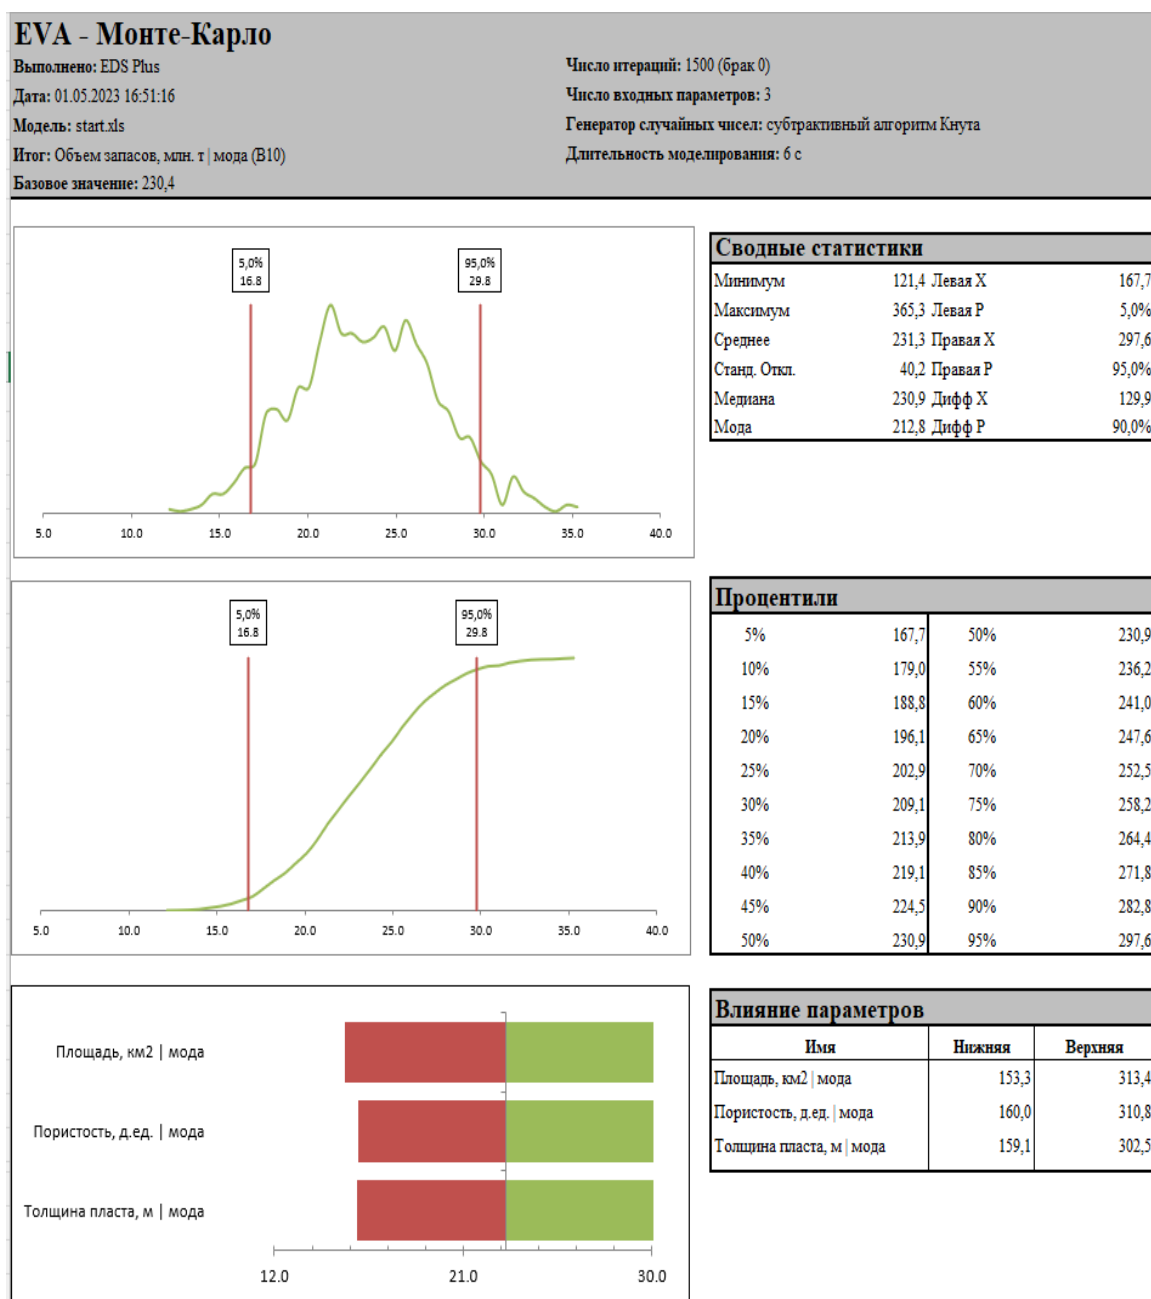 EVA - Монте-Карло
Выполнено: EDS Plus
Дата: 01.05.2023 16:51:16
Модель: start.xls
Итог: Объем запасов, млн. т | мода (B10)
Базовое значение: 230,4
Число итераций: 1500 (брак 0)
Число входных параметров: 3
Генератор случайных чисел: субтрактивный алгоритм Кнута
Длительность моделирования: 6 с
5,0%
16.8
95,0%
29.8
5.0 10.0 15.0 20.0 25.0 30.0 35.0 40.0
Сводные статистики
Минимум 121,4 Левая X 167,7
Максимум 365,3 Левая P 5,0%
Среднее 231,3 Правая X 297,6
Станд. Откл. 40,2 Правая P 95,0%
Медиана 230,9 Дифф X 129,9
Мода 212,8 Дифф P 90,0%
5,0%
16.8
95,0%
29.8
5.0 10.0 15.0 20.0 25.0 30.0 35.0 40.0
Процентили
5% 167,7 50% 230,9
10% 179,0 55% 236,2
15% 188,8 60% 241,0
20% 196,1 65% 247,6
25% 202,9 70% 252,5
30% 209,1 75% 258,2
35% 213,9 80% 264,4
40% 219,1 85% 271,8
45% 224,5 90% 282,8
50% 230,9 95% 297,6
Площадь, км2 | мода
Пористость, д.ед. | мода
Толщина пласта, м | мода
12.0 21.0 30.0
Влияние параметров
Имя Нижняя Верхняя
Площадь, км2 | мода 153,3 313,4
Пористость, д.ед. | мода 160,0 310,8
Толщина пласта, м | мода 159,1 302,5